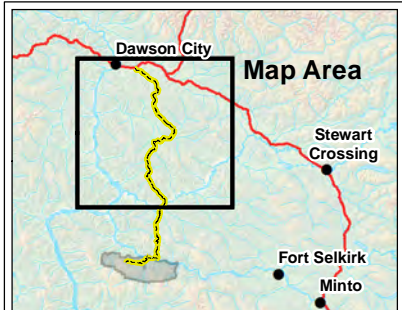 Dawson City
Map Area
Stewart
Crossing
Fort Selkirk
Minto